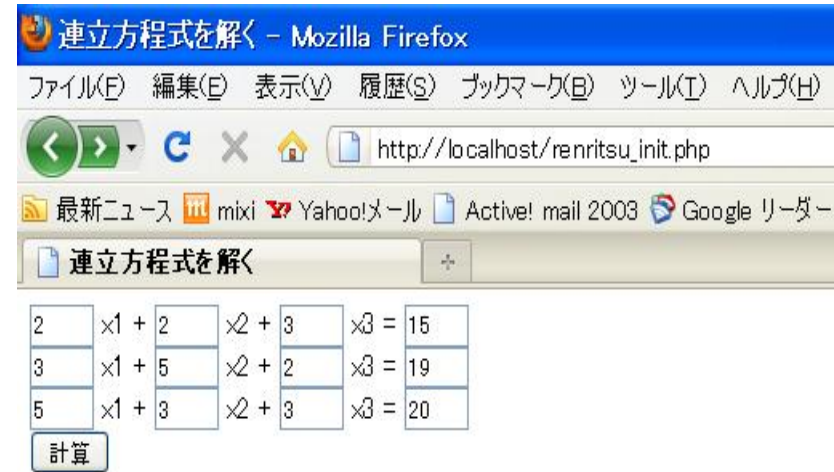 連立方程式を解く - Mozilla Firefox
ファイル(F) 編集(E) 表示(V) 履歴(S) ブックマーク(B) ツール(T) ヘルプ(H)
http://localhost/renritsu_init.php
最新ニュース mixi Yahoo!メール Active! mail 2003 Google リーダー
連立方程式を解く
2 x1 + 2 x2 + 3 x3 = 15
3 x1 + 5 x2 + 2 x3 = 19
5 x1 + 3 x2 + 3 x3 = 20
計算